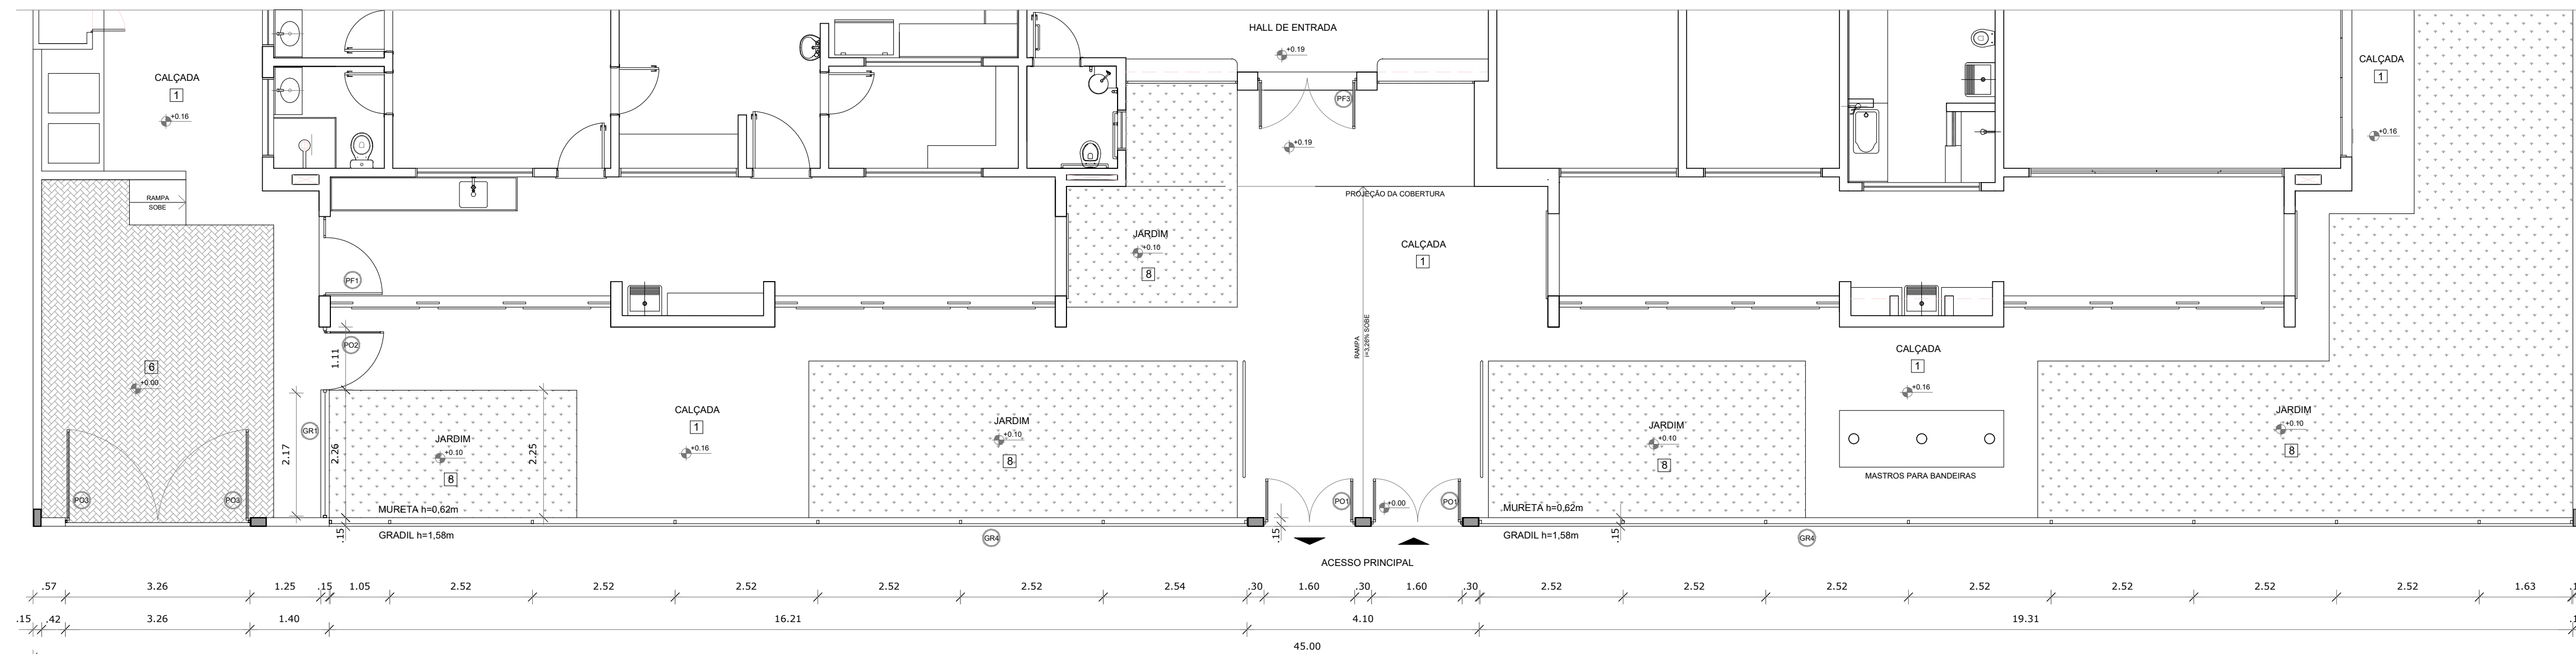 HALL DE ENTRADA
+0.19
CALÇADA
1
+0.16
PF3
+0.19
CALÇADA
1
+0.16
RAMPA
SOBE
PROJEÇÃO DA COBERTURA
JARDIM
+0.10
8
CALÇADA
1
PF1
PO2
1.11
RAMPA
i=3,26% SOBE
6
+0.00
CALÇADA
1
+0.16
CALÇADA
1
+0.16
GR1
2.17
2.26
2.25
JARDIM
+0.10
8
JARDIM
+0.10
8
JARDIM
+0.10
8
JARDIM
+0.10
8
MASTROS PARA BANDEIRAS
PO3
PO3
PO1
+0.00
PO1
MURETA h=0,62m
MURETA h=0,62m
.15
GRADIL h=1,58m
GR4
.15
GRADIL h=1,58m
.15
GR4
ACESSO PRINCIPAL
.57 3.26 1.25 .15 1.05 2.52 2.52 2.52 2.52 2.52 2.54 .30 1.60 .30 1.60 .30 2.52 2.52 2.52 2.52 2.52 2.52 2.52 1.63
.15 .42 3.26 1.40 16.21 4.10 19.31
45.00